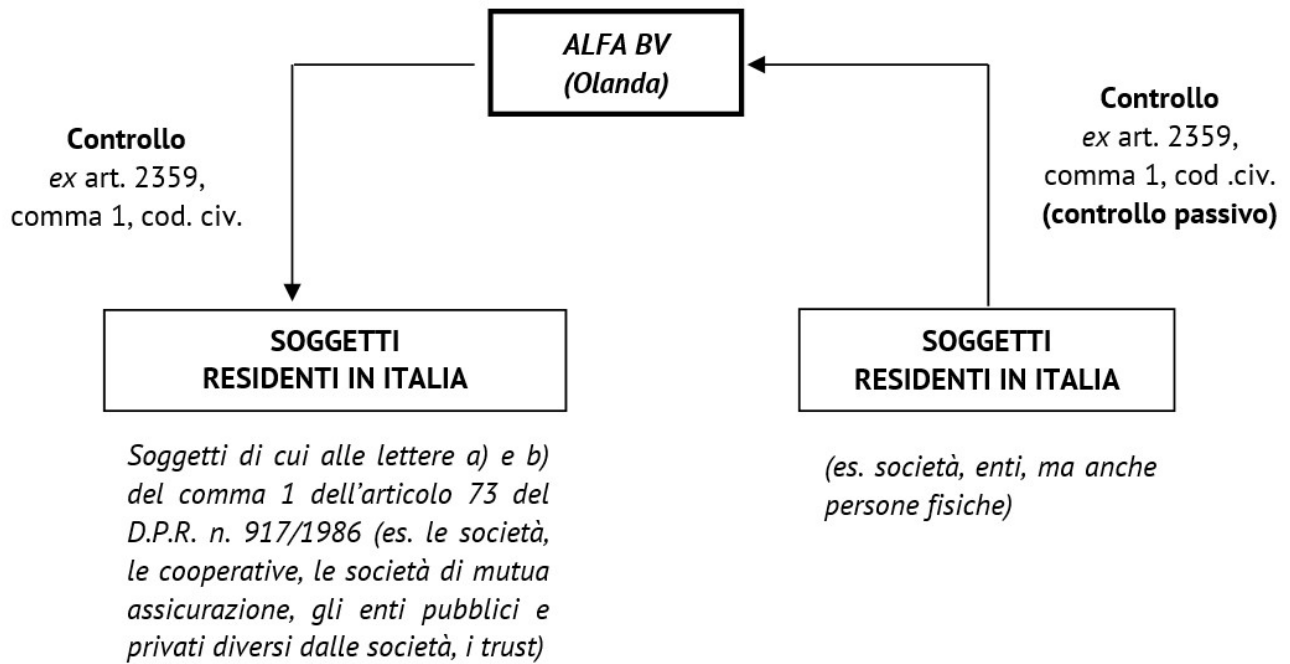 ALFA BV
(Olanda)
Controllo
ex art. 2359,
comma 1, cod. civ.
Controllo
ex art. 2359,
comma 1, cod .civ.
(controllo passivo)
SOGGETTI
RESIDENTI IN ITALIA
SOGGETTI
RESIDENTI IN ITALIA
Soggetti di cui alle lettere a) e b)
del comma 1 dell'articolo 73 del
D.P.R. n. 917/1986 (es. le società,
le cooperative, le società di mutua
assicurazione, gli enti pubblici e
privati diversi dalle società, i trust)
(es. società, enti, ma anche
persone fisiche)